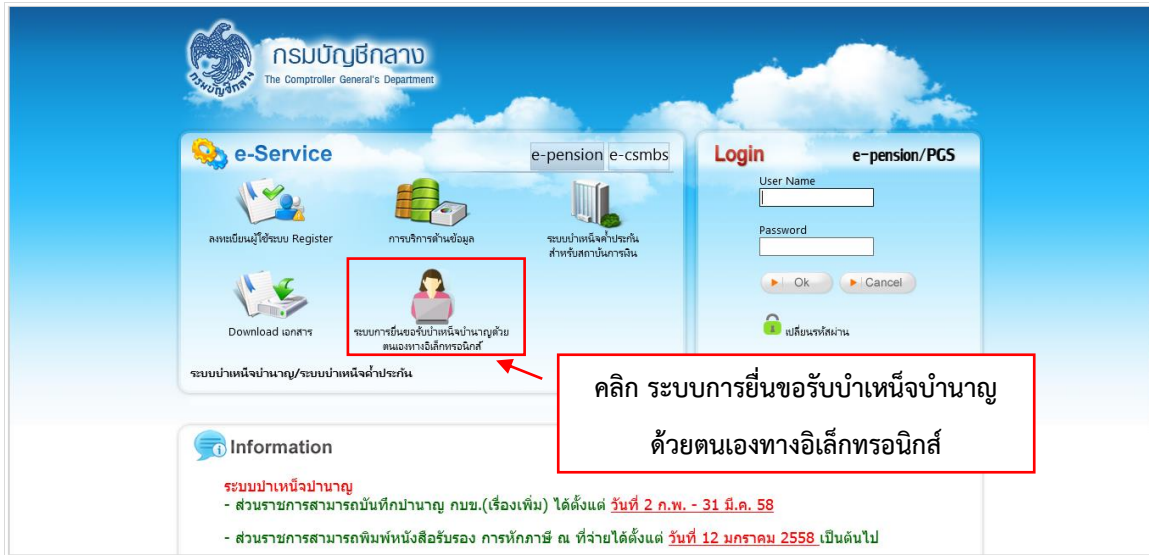 กรมบัญชีกลาง
The Comptroller General's Department
กรมบัญชีกลาง
e-Service
e-pension e-csmbs
ลงทะเบียนผู้ใช้ระบบ Register
การบริการด้านข้อมูล
ระบบบำเหน็จค้ำประกัน
สำหรับสถาบันการเงิน
Download เอกสาร
ระบบการยื่นขอรับบำเหน็จบำนาญด้วย
ตนเองทางอิเล็กทรอนิกส์
ระบบบำเหน็จบำนาญ/ระบบบำเหน็จค้ำประกัน
Login
e-pension/PGS
User Name
Password
Ok
Cancel
เปลี่ยนรหัสผ่าน
คลิก ระบบการยื่นขอรับบำเหน็จบำนาญ
ด้วยตนเองทางอิเล็กทรอนิกส์
Information
ระบบบำเหน็จบำนาญ
- ส่วนราชการสามารถบันทึกบำนาญ กบข.(เรื่องเพิ่ม) ได้ตั้งแต่ วันที่ 2 ก.พ. - 31 มี.ค. 58
- ส่วนราชการสามารถพิมพ์หนังสือรับรอง การหักภาษี ณ ที่จ่ายได้ตั้งแต่ วันที่ 12 มกราคม 2558 เป็นต้นไป